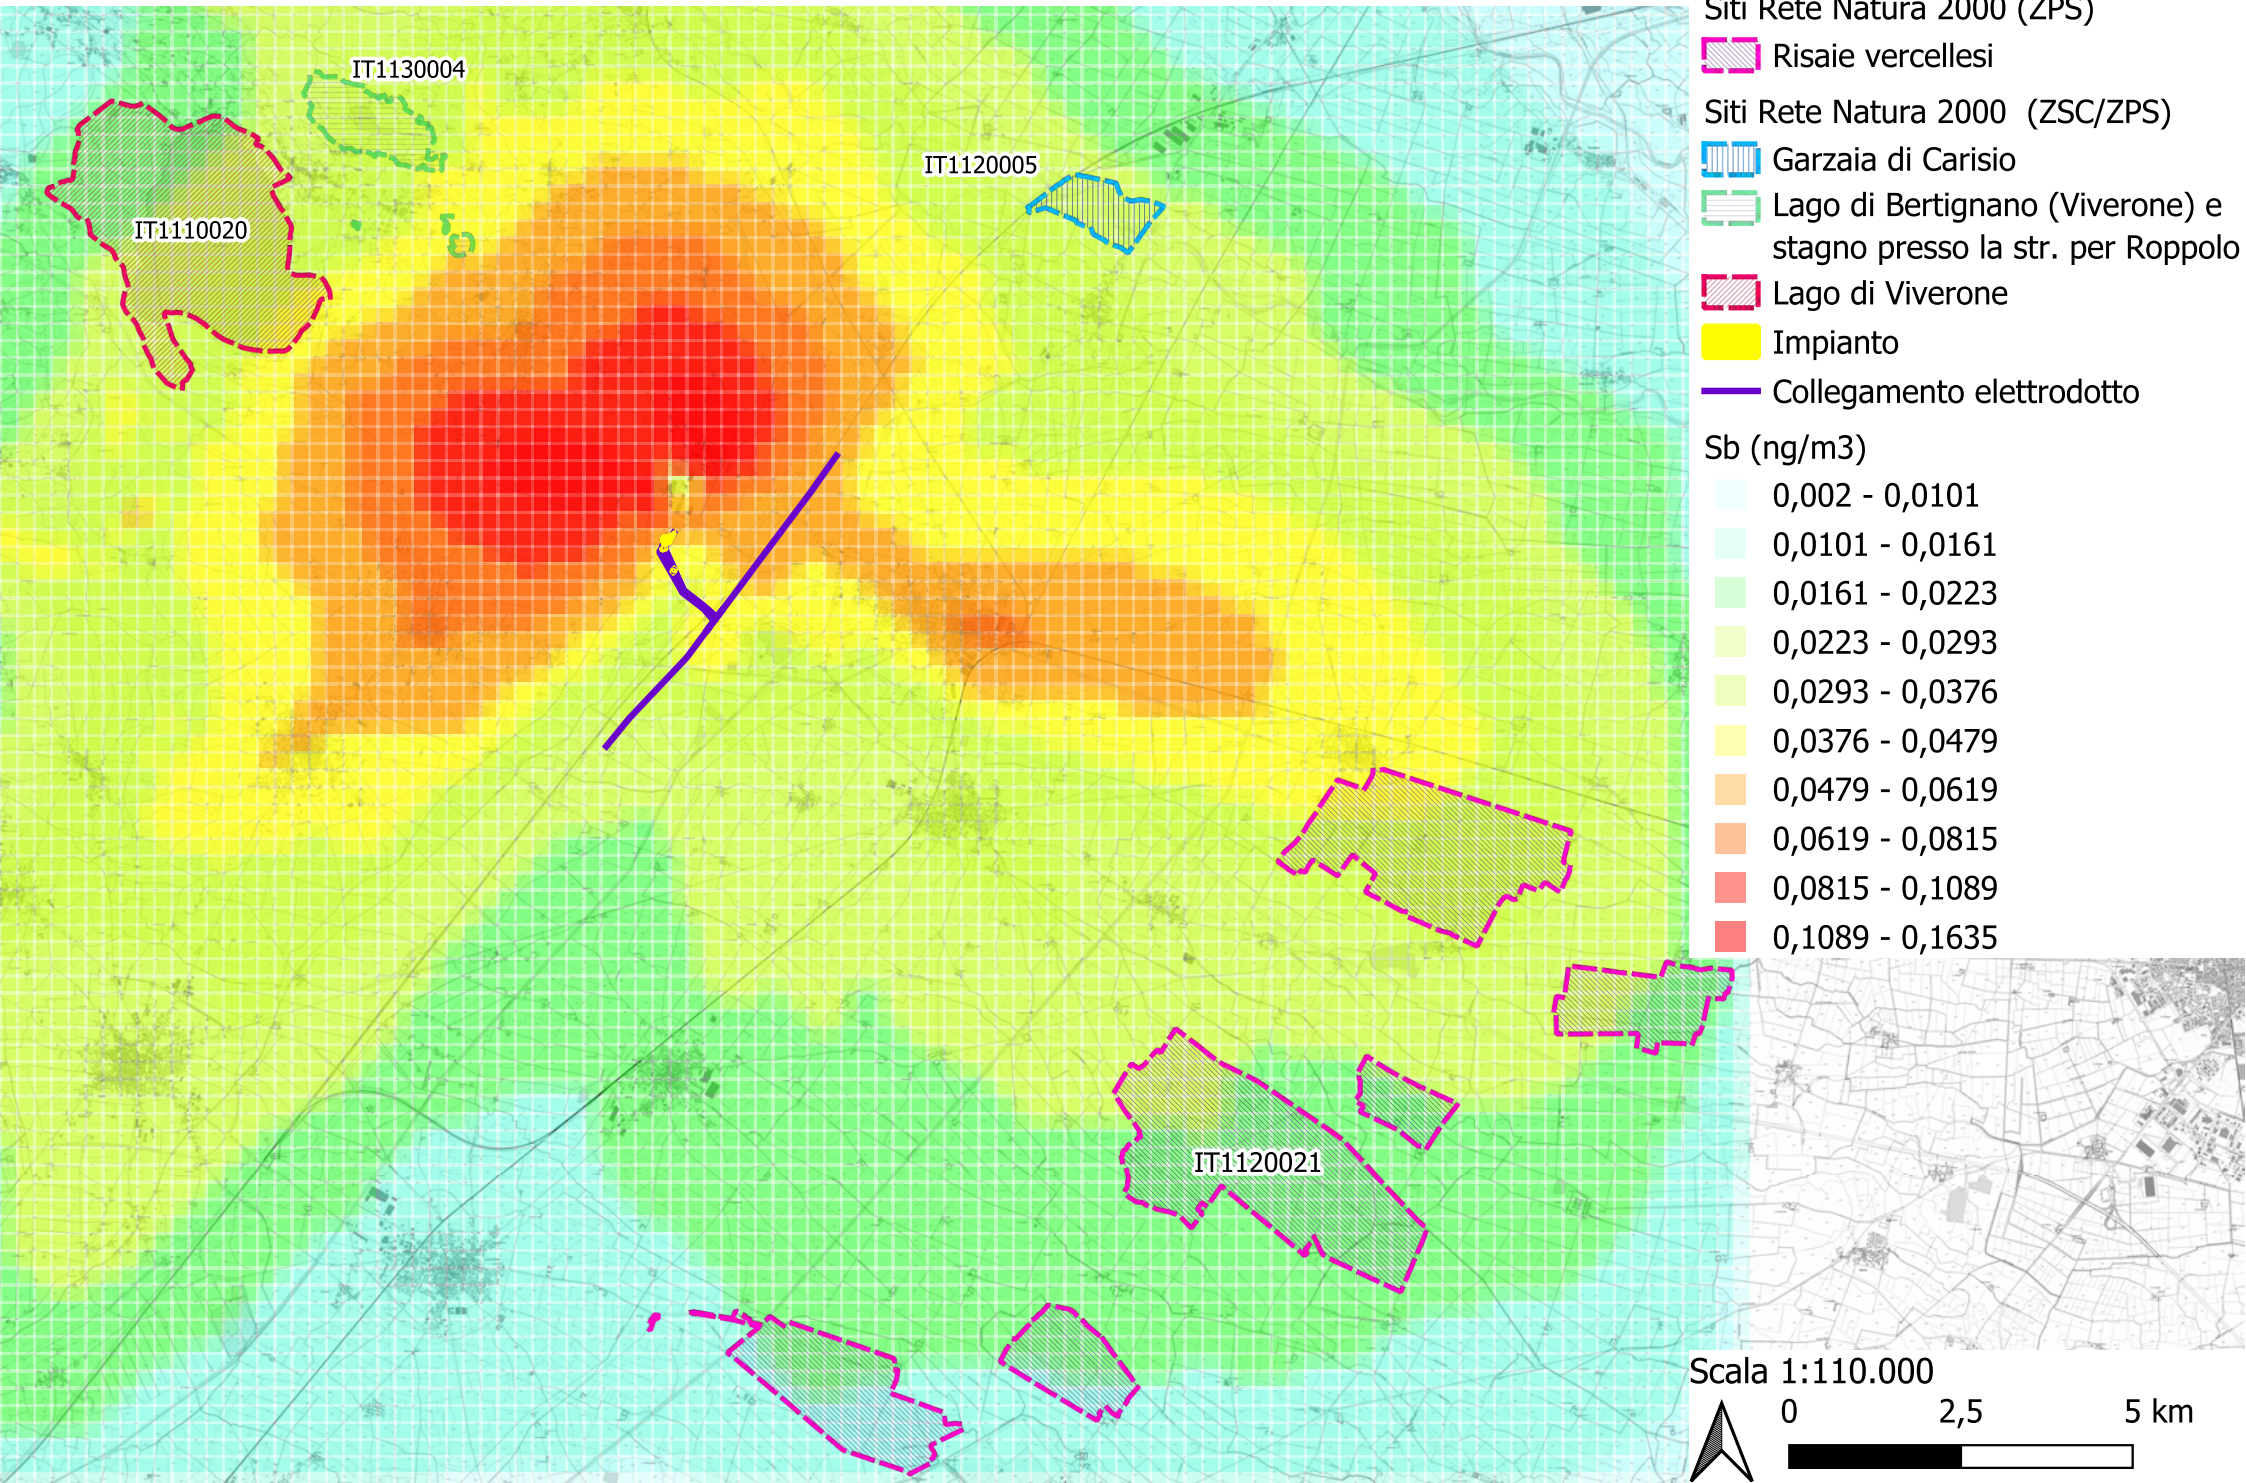 IT1130004
IT1110020
IT1120005
IT1120021
Siti Rete Natura 2000 (ZPS)
Risaie vercellesi
Siti Rete Natura 2000 (ZSC/ZPS)
Garzaia di Carisio
Lago di Bertignano (Viverone) e
stagno presso la str. per Roppolo
Lago di Viverone
Impianto
Collegamento elettrodotto
Sb (ng/m3)
0,002 - 0,0101
0,0101 - 0,0161
0,0161 - 0,0223
0,0223 - 0,0293
0,0293 - 0,0376
0,0376 - 0,0479
0,0479 - 0,0619
0,0619 - 0,0815
0,0815 - 0,1089
0,1089 - 0,1635
Scala 1:110.000
0 2,5 5 km